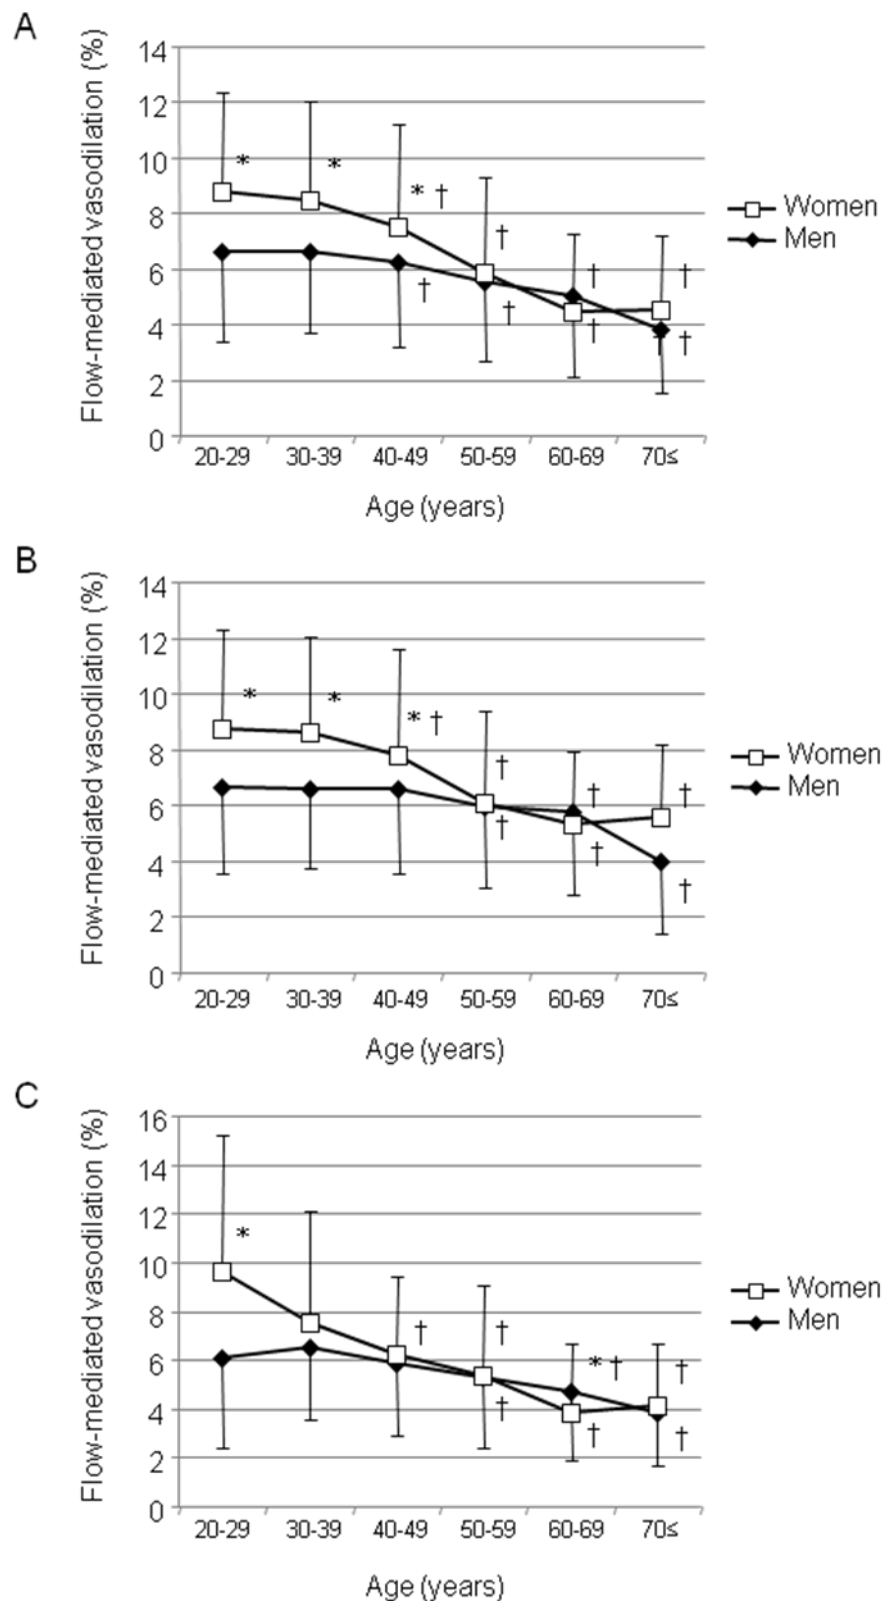 A
Flow-mediated vasodilation (%)
14
12
10
8
6
4
2
0
* * * † † † †
† † † † †
20-29 30-39 40-49 50-59 60-69 70≤
Age (years)
Women
Men
B
Flow-mediated vasodilation (%)
14
12
10
8
6
4
2
0
* * * † † † †
† † †
20-29 30-39 40-49 50-59 60-69 70≤
Age (years)
Women
Men
C
Flow-mediated vasodilation (%)
16
14
12
10
8
6
4
2
0
* † † * † †
† † †
20-29 30-39 40-49 50-59 60-69 70≤
Age (years)
Women
Men